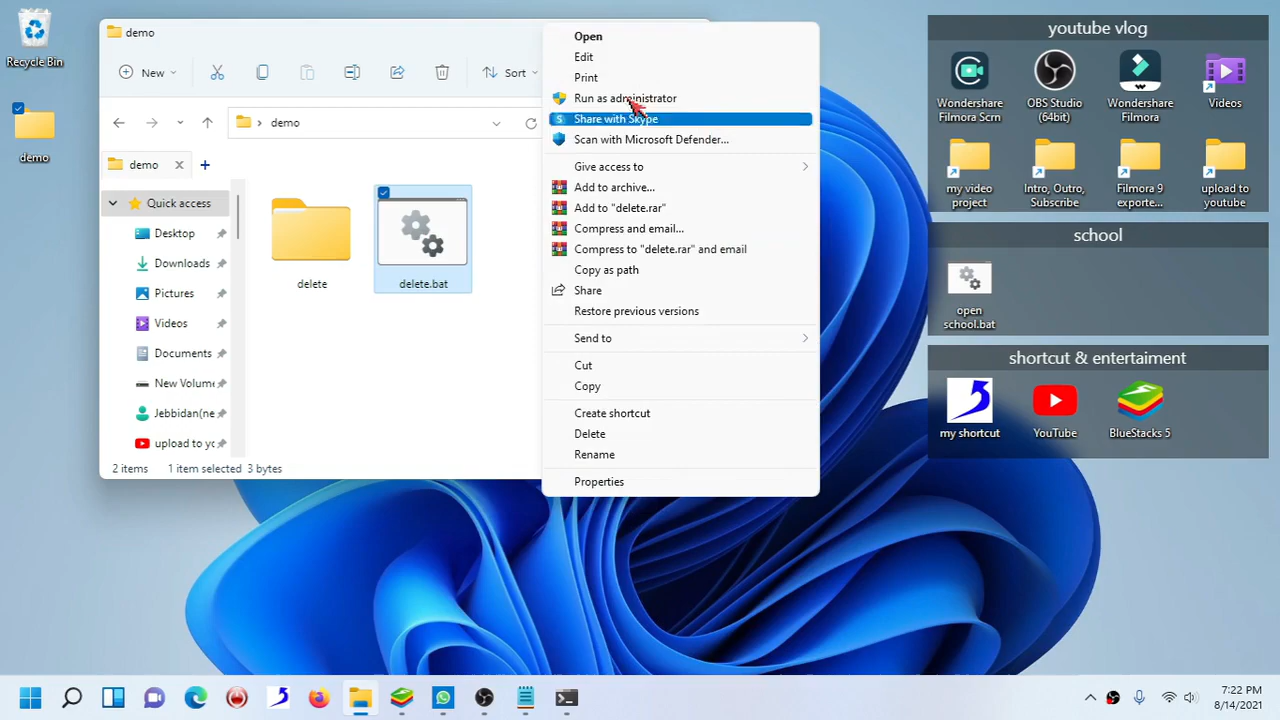 Recycle Bin
demo
demo
New
Sort
demo
demo
Quick access
Desktop
Downloads
Pictures
Videos
Documents
New Volume
Jebbidan(ne
upload to yo
delete
delete.bat
2 items
1 item selected
3 bytes
Open
Edit
Print
Run as administrator
Share with Skype
Scan with Microsoft Defender...
Give access to
Add to archive...
Add to "delete.rar"
Compress and email...
Compress to "delete.rar" and email
Copy as path
Share
Restore previous versions
Send to
Cut
Copy
Create shortcut
Delete
Rename
Properties
youtube vlog
Wondershare
Filmora Scrn
OBS Studio
(64bit)
Wondershare
Filmora
Videos
my video
project
Intro, Outro,
Subscribe
Filmora 9
exporte...
upload to
youtube
school
open
school.bat
shortcut & entertaiment
my shortcut
YouTube
BlueStacks 5
7:22 PM
8/14/2021